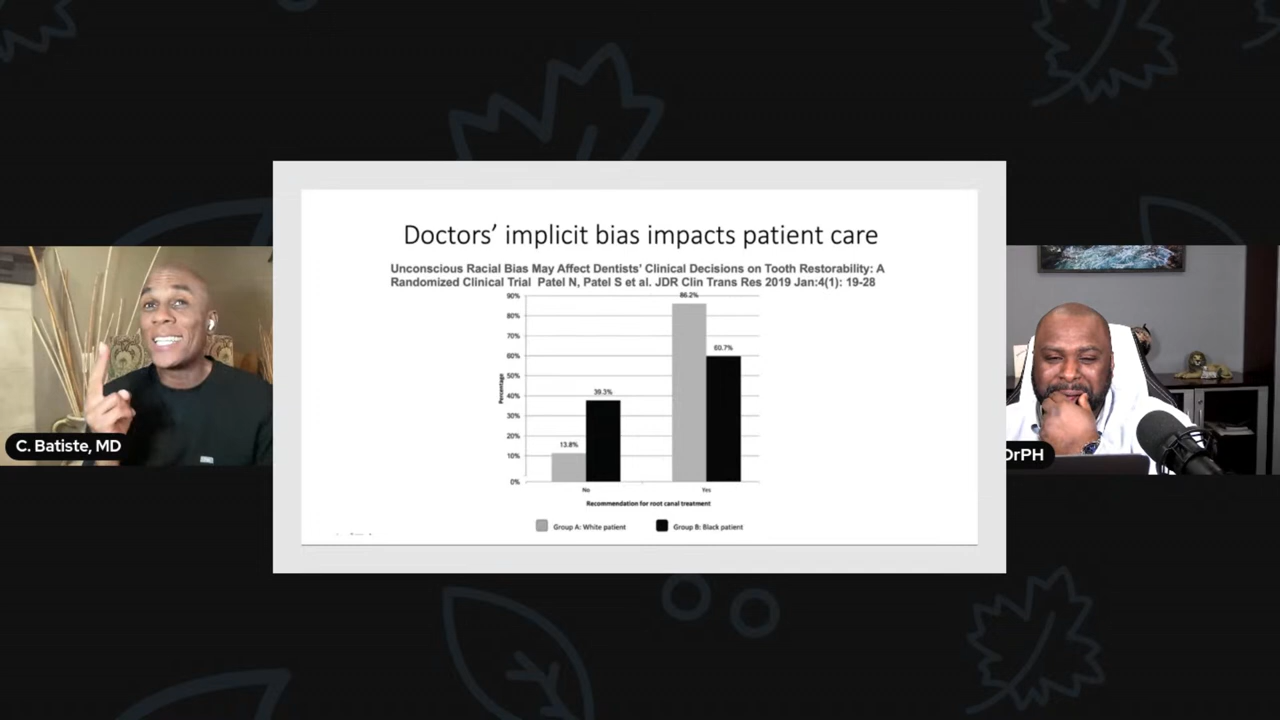 Doctors’ implicit bias impacts patient care
Unconscious Racial Bias May Affect Dentists’ Clinical Decisions on Tooth Restorability: A
Randomized Clinical Trial Patel N, Patel S et al. JDR Clin Trans Res 2019 Jan:4(1): 19-28
90%
80%
70%
60%
50%
40%
30%
20%
10%
0%
Percentage
13.8%
39.3%
86.2%
60.7%
No
Yes
Recommendation for root canal treatment
Group A: White patient
Group B: Black patient
C. Batiste, MD
DrPH